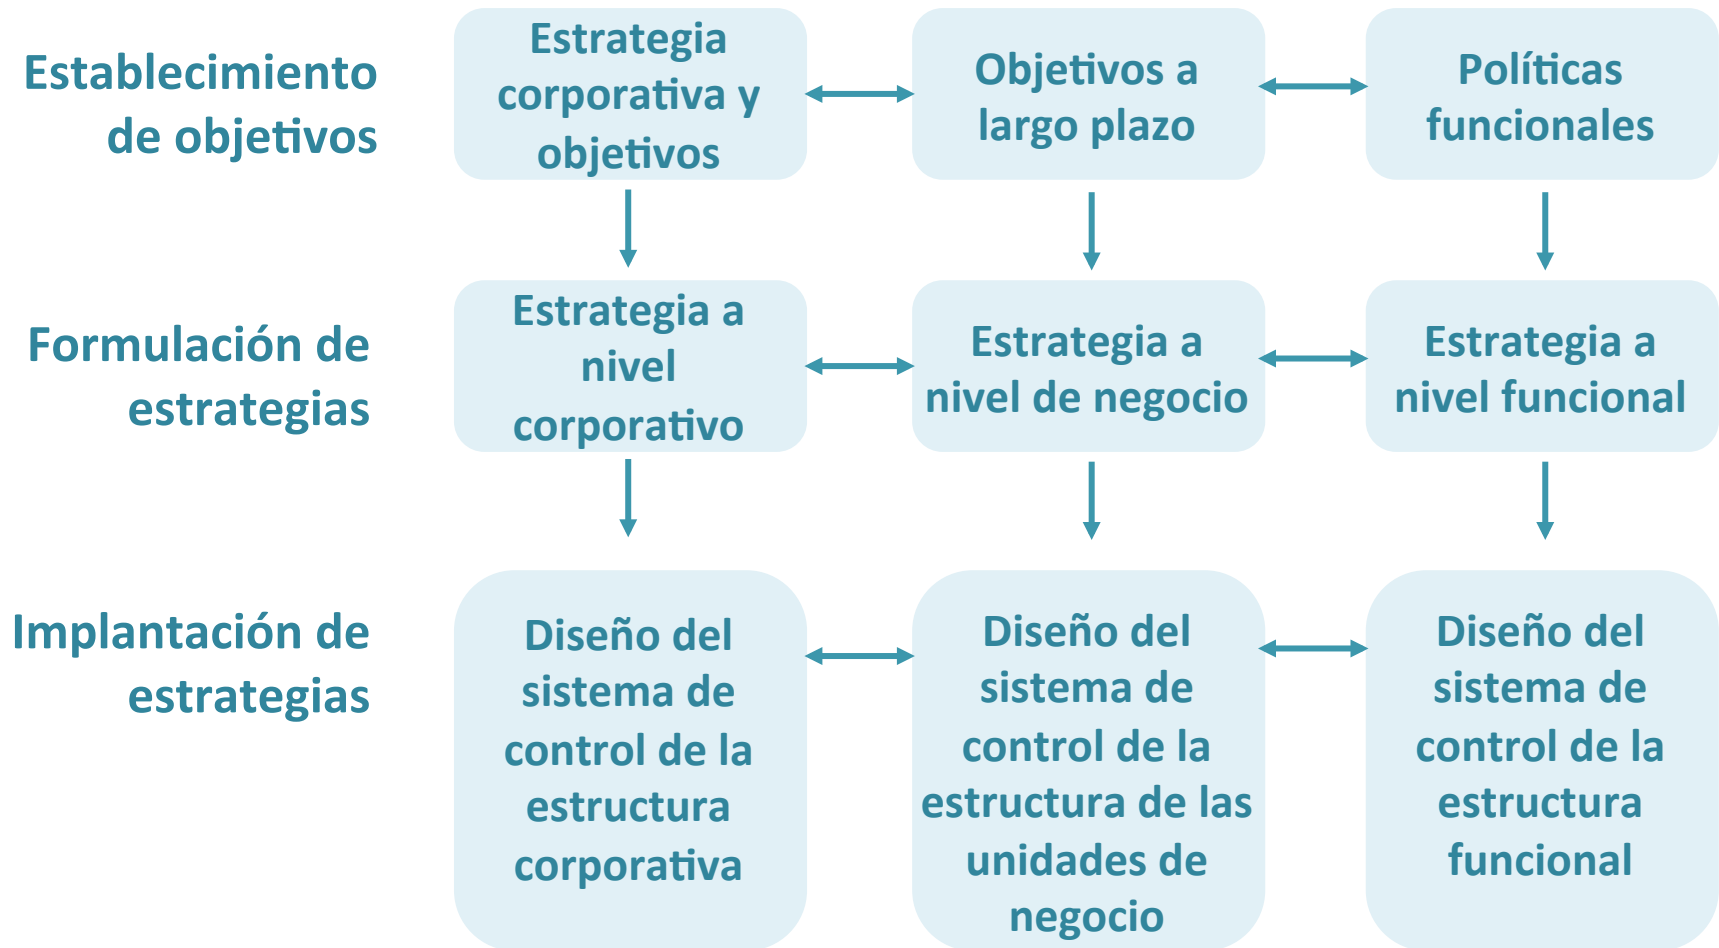 Establecimiento
de objetivos
Estrategia
corporativa y
objetivos
Objetivos a
largo plazo
Políticas
funcionales
Formulación de
estrategias
Estrategia a
nivel
corporativo
Estrategia a
nivel de negocio
Estrategia a
nivel funcional
Implantación de
estrategias
Diseño del
sistema de
control de la
estructura
corporativa
Diseño del
sistema de
control de la
estructura de las
unidades de
negocio
Diseño del
sistema de
control de la
estructura
funcional